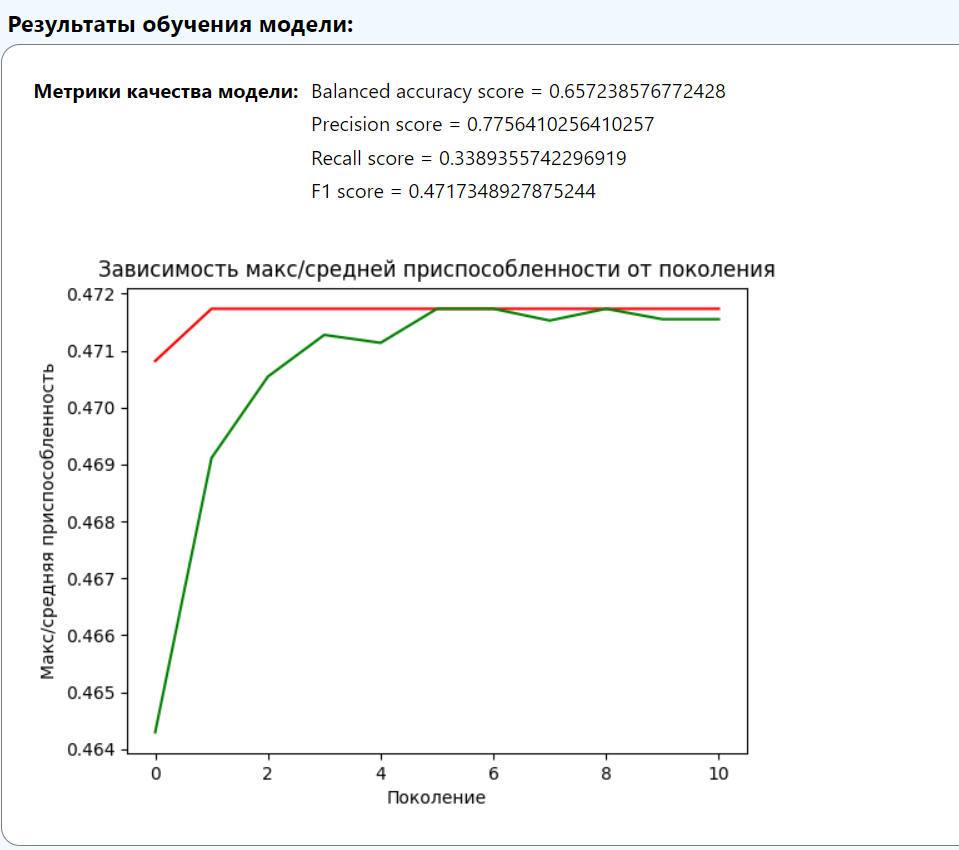 Результаты обучения модели:
Метрики качества модели: Balanced accuracy score = 0.657238576772428
Precision score = 0.7756410256410257
Recall score = 0.3389355742296919
F1 score = 0.4717348927875244
Зависимость макс/средней приспособленности от поколения
0.472
0.471
0.470
0.469
0.468
0.467
0.466
0.465
0.464
Макс/средняя приспособленность
0 2 4 6 8 10
Поколение